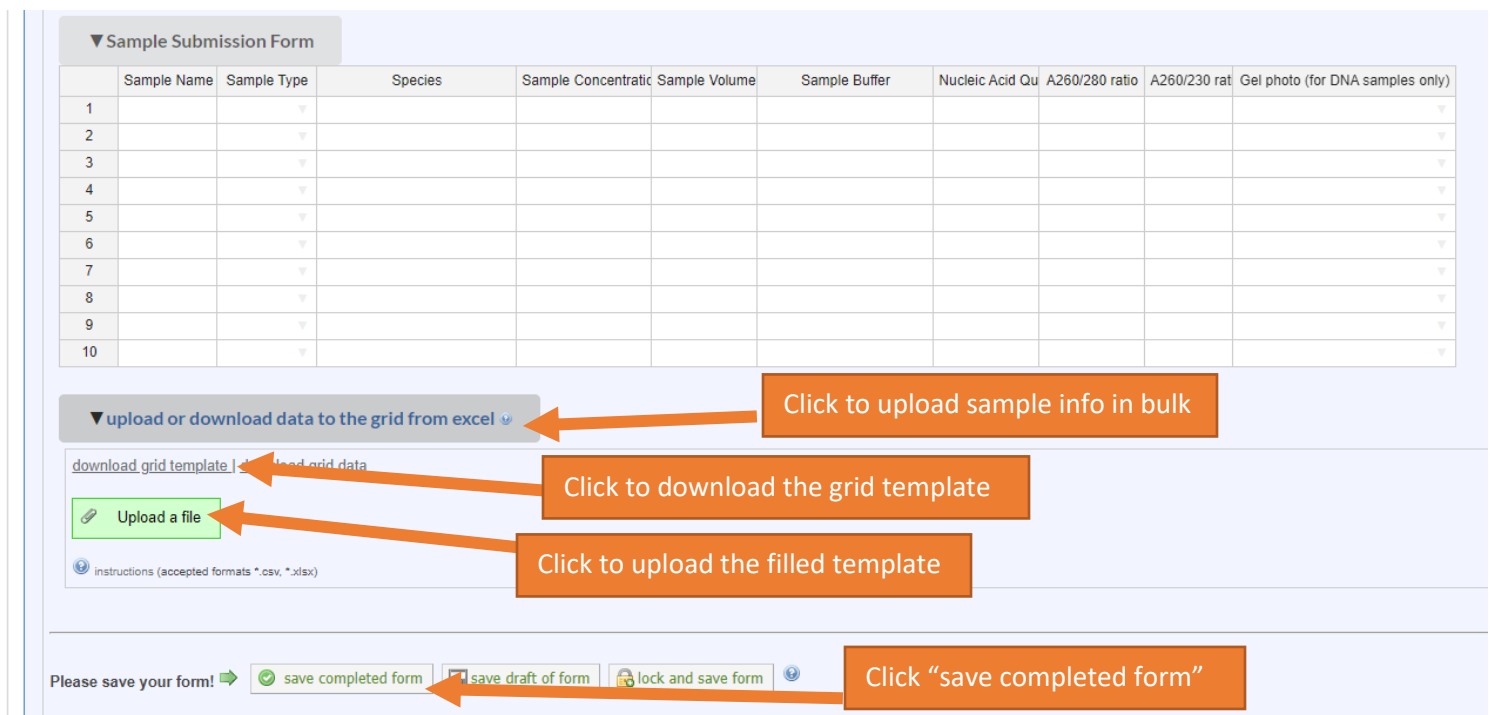 ▼Sample Submission Form
Sample Name Sample Type Species Sample Concentratic Sample Volume Sample Buffer Nucleic Acid Qu A260/280 ratio A260/230 rat Gel photo (for DNA samples only)
1
2
3
4
5
6
7
8
9
10
Click to upload sample info in bulk
▼upload or download data to the grid from excel
download grid template | grid data
Click to download the grid template
Upload a file
Click to upload the filled template
instructions (accepted formats *.csv, *.xlsx)
Please save your form! save completed form save draft of form lock and save form
Click “save completed form”